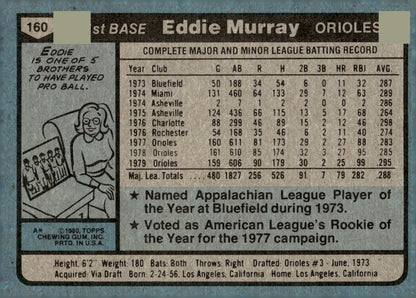 160
st BASE Eddie Murray ORIOLES
EDDIE
IS ONE OF 5
BROTHERS
TO HAVE PLAYED
PRO BALL.
COMPLETE MAJOR AND MINOR LEAGUE BATTING RECORD
Year Club G AB R H 2B 3B HR RBI AVG
1973 Bluefield 50 188 34 54 6 0 11 32 287
1974 Miami 131 460 64 133 29 7 12 63 289
1974 Asheville 2 7 1 2 2 0 0 2 286
1975 Asheville 124 436 66 115 13 5 17 68 264
1976 Charlotte 88 299 46 89 15 2 12 46 298
1976 Rochester 54 168 35 46 6 2 11 40 274
1977 Orioles 160 611 81 173 29 2 27 88 283
1978 Orioles 161 610 85 174 32 3 27 95 285
1979 Orioles 159 606 90 179 30 2 25 99 295
Maj. Lea. Totals ....480 1827 256 526 91 7 79 282 288
★ Named Appalachian League Player of
the Year at Bluefield during 1973.
★ Voted as American League's Rookie of
the Year for the 1977 campaign.
A* ©1980, TOPPS
CHEWING GUM, INC.
PRTD. IN U.S.A.
Height: 6'2" Weight: 180 Bats: Both Throws: Right Drafted: Orioles #3 - June, 1973
Acquired: Via Draft Born: 2-24-56, Los Angeles, California Home: Los Angeles, California